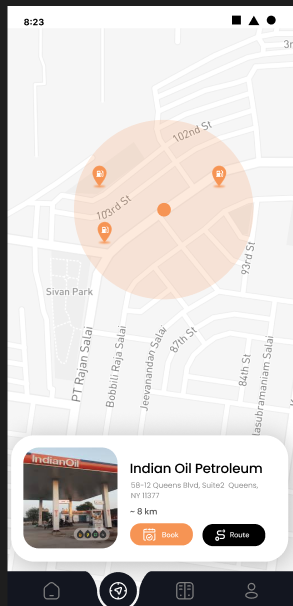 8:23
3r
102nd St
103rd St
93rd St
Sivan Park
PT Rajan Salai
Bobbili Raja Salai
Jeevanandan Salai
87th St
84th St
lasubramaniam Salai
IndianOil
Indian Oil Petroleum
58-12 Queens Blvd, Suite2 Queens,
NY 11377
~ 8 km
Book
Route